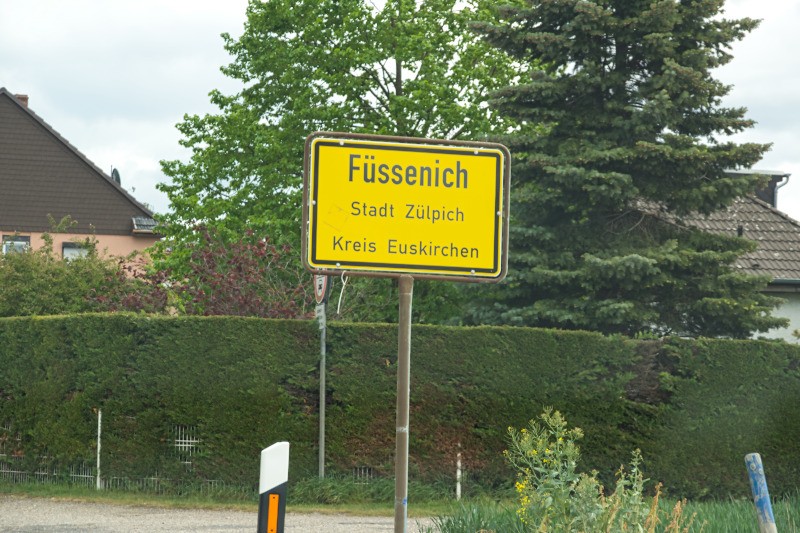 Füssenich
Stadt Zülpich
Kreis Euskirchen